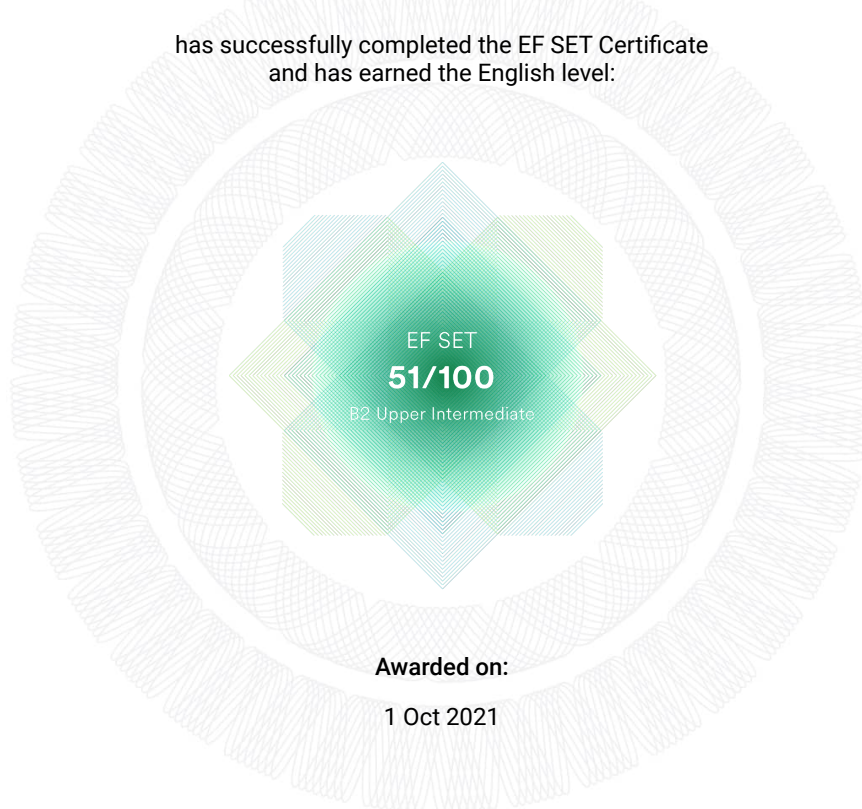 has successfully completed the EF SET Certificate
and has earned the English level:
EF SET
51/100
B2 Upper Intermediate
Awarded on:
1 Oct 2021